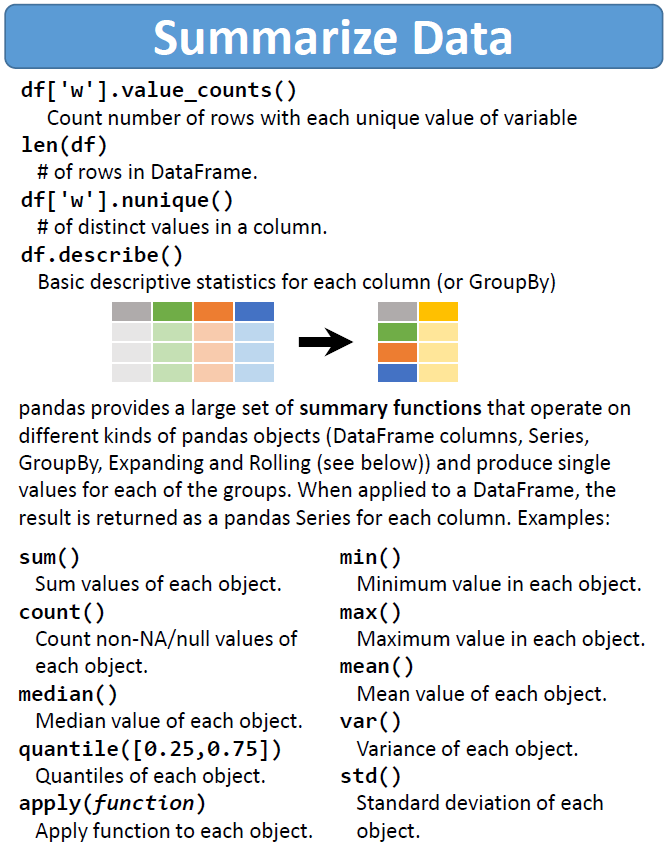 Summarize Data
df['w'].value_counts()
Count number of rows with each unique value of variable
len(df)
# of rows in DataFrame.
df['w'].nunique()
# of distinct values in a column.
df.describe()
Basic descriptive statistics for each column (or GroupBy)
pandas provides a large set of summary functions that operate on
different kinds of pandas objects (DataFrame columns, Series,
GroupBy, Expanding and Rolling (see below)) and produce single
values for each of the groups. When applied to a DataFrame, the
result is returned as a pandas Series for each column. Examples:
sum()
Sum values of each object.
count()
Count non-NA/null values of
each object.
median()
Median value of each object.
quantile([0.25,0.75])
Quantiles of each object.
apply(function)
Apply function to each object.
min()
Minimum value in each object.
max()
Maximum value in each object.
mean()
Mean value of each object.
var()
Variance of each object.
std()
Standard deviation of each
object.